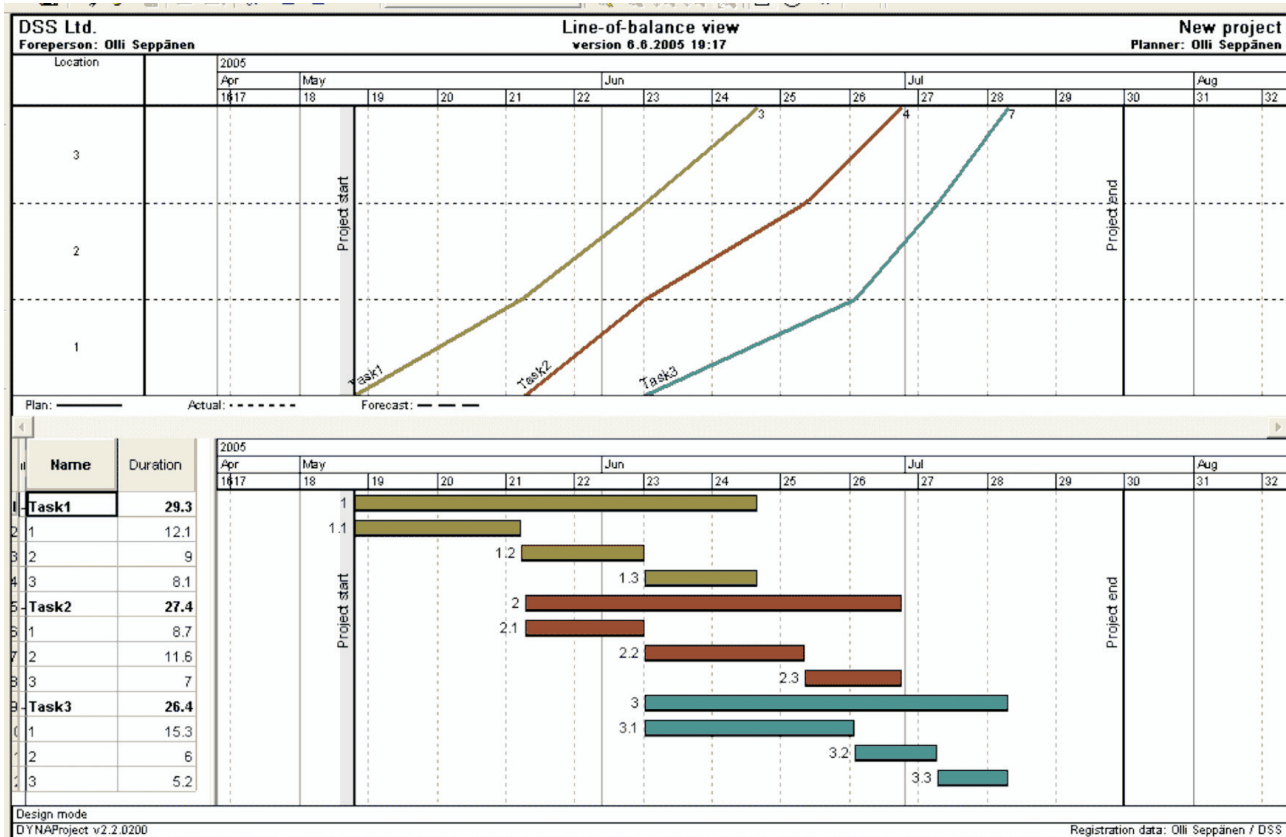 DSS Ltd. Line-of-balance view New project
Foreperson: Olli Seppänen version 6.6.2005 19:17 Planner: Olli Seppänen
Location 2005
Apr May Jun Jul Aug
16 17 18 19 20 21 22 23 24 25 26 27 28 29 30 31 32
3 4 7
3
Project start Project end
2
1
Task1 Task2 Task3
Plan: Actual: Forecast:
2005
Name Duration Apr May Jun Jul Aug
16 17 18 19 20 21 22 23 24 25 26 27 28 29 30 31 32
Task1 29.3 1
1 12.1 1.1
2 9 1.2
3 8.1 1.3
Task2 27.4 2
1 8.7 2.1
2 11.6 2.2
3 7 2.3
Task3 26.4 3
1 15.3 3.1
2 6 3.2
3 5.2 3.3
Project start Project end
Design mode
DYNAProject v2.2.0200 Registration data: Olli Seppänen / DSS